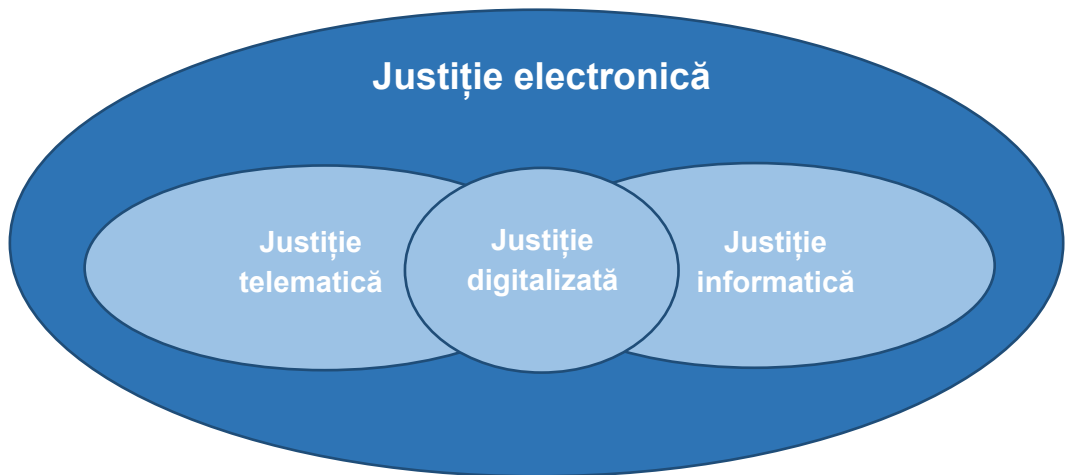 Justiție electronică
Justiție
telematică
Justiție
digitalizată
Justiție
informatică